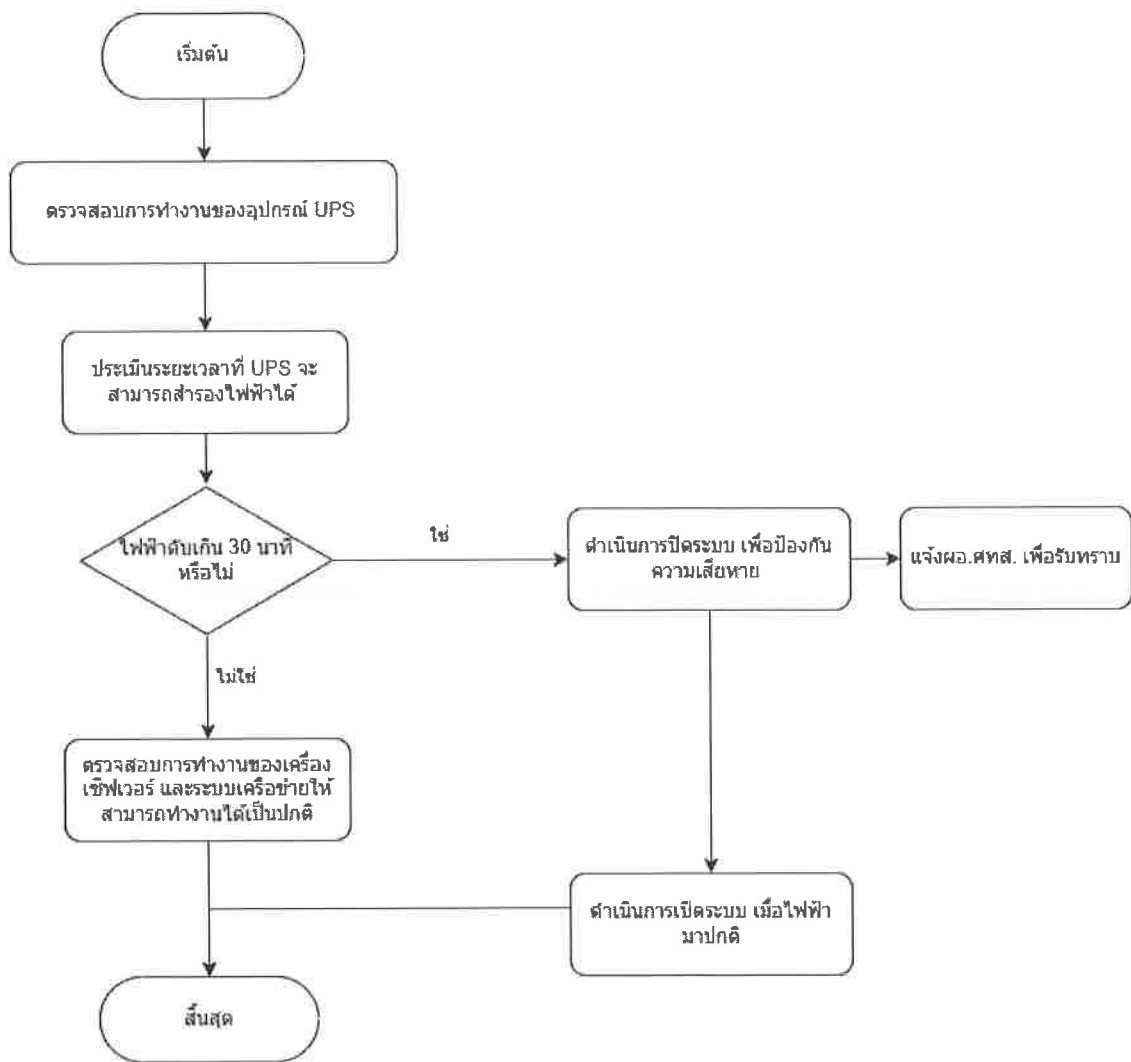 เริ่มต้น
ตรวจสอบการทำงานของอุปกรณ์ UPS
ประเมินระยะเวลาที่ UPS จะ
สามารถสำรองไฟฟ้าได้
ไฟฟ้าดับเกิน 30 นาที
หรือไม่
ใช่
ดำเนินการปิดระบบ เพื่อป้องกัน
ความเสียหาย
แจ้งผอ.ศทส. เพื่อรับทราบ
ไม่ใช่
ตรวจสอบการทำงานของเครื่อง
เซิฟเวอร์ และระบบเครือข่ายให้
สามารถทำงานได้เป็นปกติ
ดำเนินการเปิดระบบ เมื่อไฟฟ้า
มาปกติ
สิ้นสุด